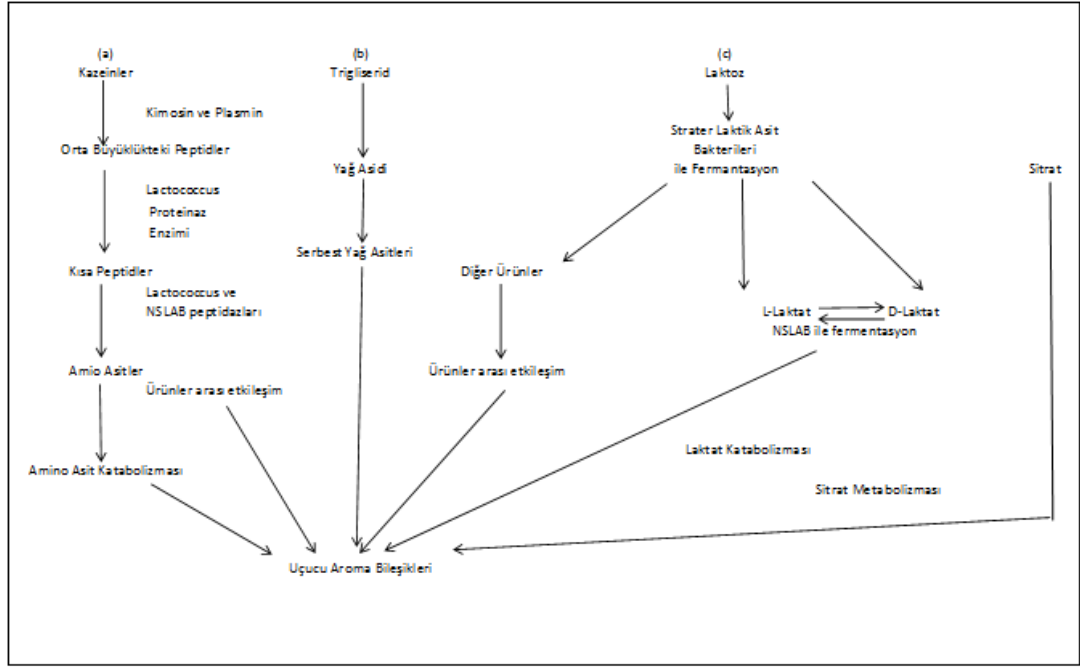 (a)
Kazeinler
Kimosin ve Plasmin
Orta Büyüklükteki Peptidler
Lactococcus
Proteinaz
Enzimi
Kısa Peptidler
Lactococcus ve
NSLAB peptidazları
Amio Asitler
Ürünler arası etkileşim
Amino Asit Katabolizması
(b)
Trigliserid
Yağ Asidi
Serbest Yağ Asitleri
(c)
Laktoz
Strater Laktik Asit
Bakterileri
ile Fermantasyon
Diğer Ürünler
Ürünler arası etkileşim
L-Laktat
D-Laktat
NSLAB ile fermentasyon
Laktat Katabolizması
Sitrat
Sitrat Metabolizması
Uçucu Aroma Bileşikleri